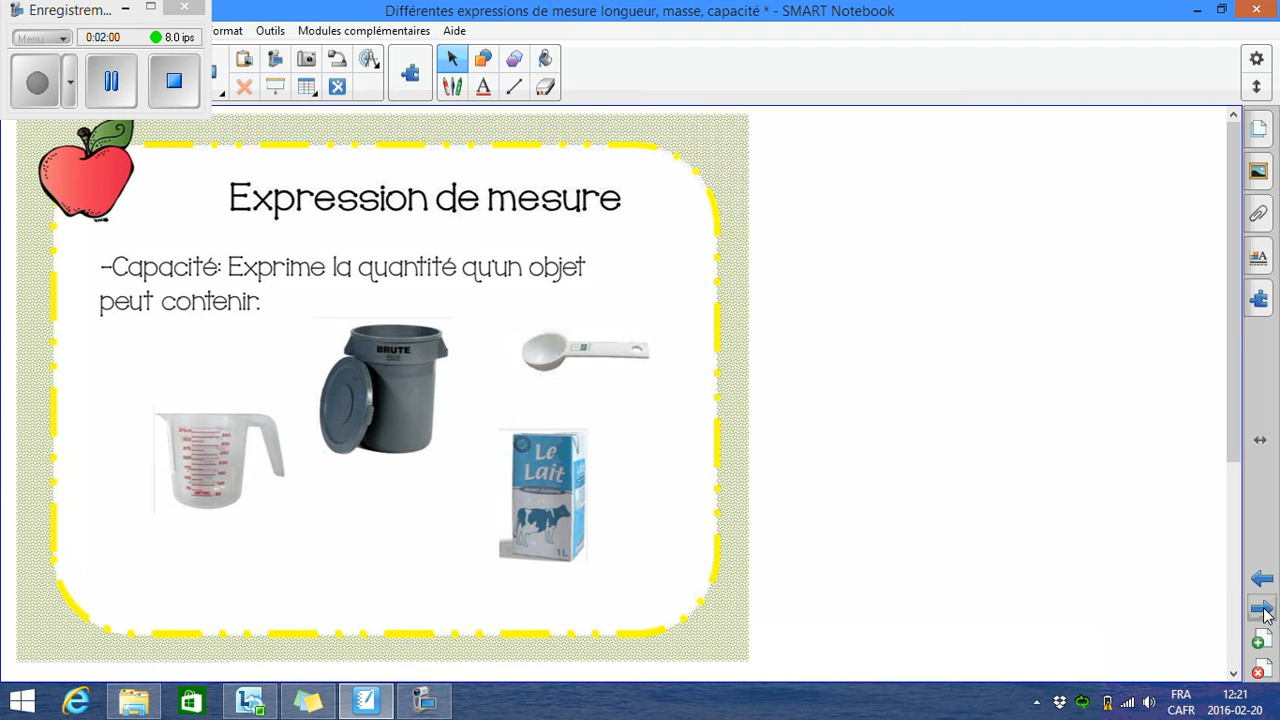 Enregistrem...
Différentes expressions de mesure longueur, masse, capacité * - SMART Notebook
Menu
0:02:00
8.0 ips
Format
Outils
Modules complémentaires
Aide
Expression de mesure
-Capacité: Exprime la quantité qu'un objet
peut contenir:
BRUTE
Le
Lait
1L
FRA
12:21
CAFR
2016-02-20